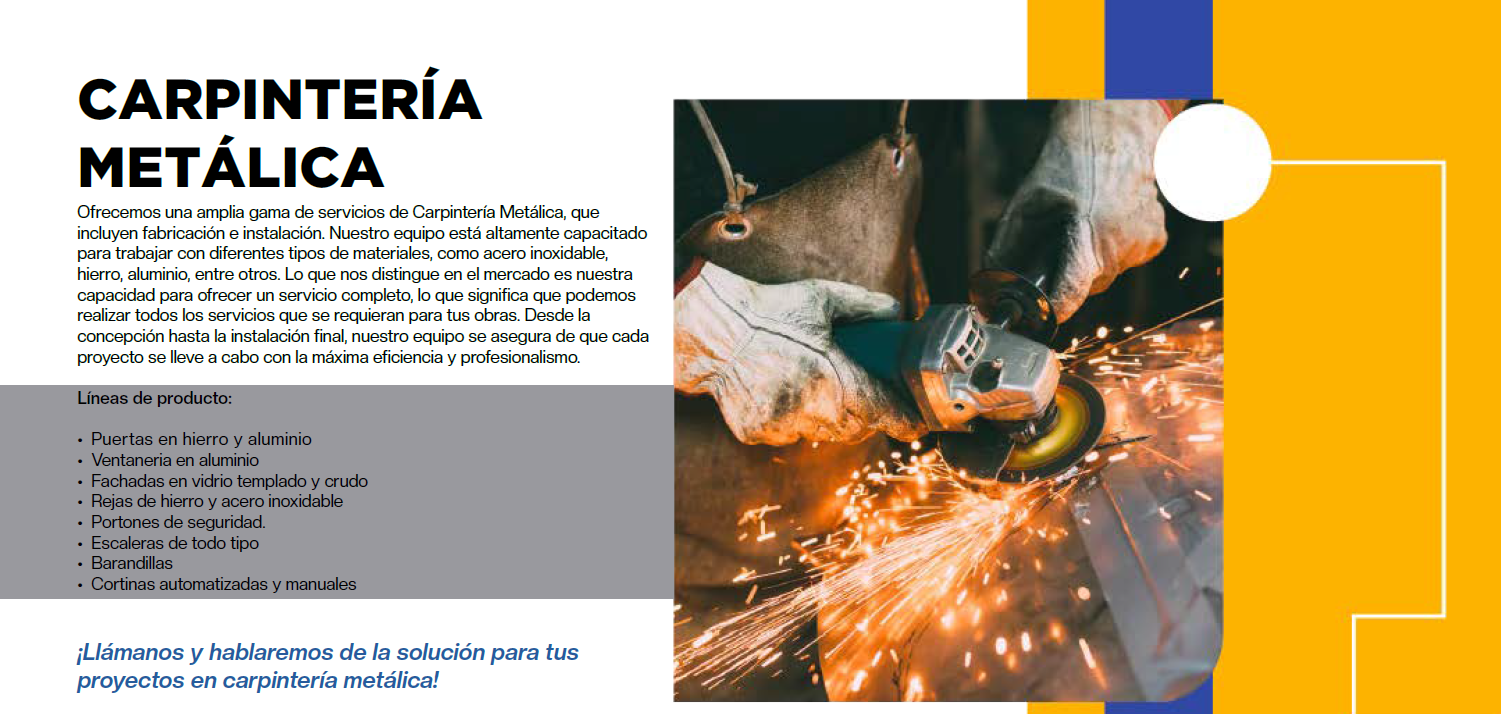 CARPINTERÍA
METÁLICA
Ofrecemos una amplia gama de servicios de Carpintería Metálica, que
incluyen fabricación e instalación. Nuestro equipo está altamente capacitado
para trabajar con diferentes tipos de materiales, como acero inoxidable,
hierro, aluminio, entre otros. Lo que nos distingue en el mercado es nuestra
capacidad para ofrecer un servicio completo, lo que significa que podemos
realizar todos los servicios que se requieran para tus obras. Desde la
concepción hasta la instalación final, nuestro equipo se asegura de que cada
proyecto se lleve a cabo con la máxima eficiencia y profesionalismo.
Líneas de producto:
• Puertas en hierro y aluminio
• Ventaneria en aluminio
• Fachadas en vidrio templado y crudo
• Rejas de hierro y acero inoxidable
• Portones de seguridad.
• Escaleras de todo tipo
• Barandillas
• Cortinas automatizadas y manuales
¡Llámanos y hablaremos de la solución para tus
proyectos en carpintería metálica!